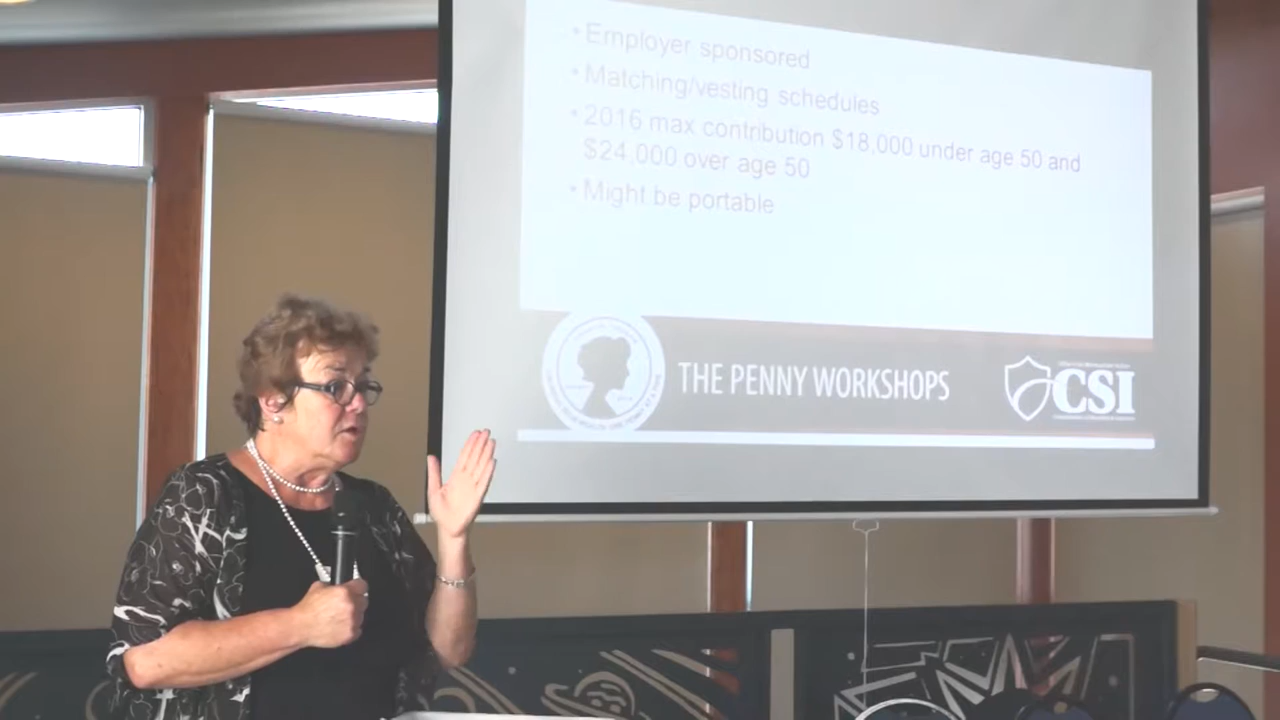 • Employer sponsored
• Matching/vesting schedules
• 2016 max contribution $18,000 under age 50 and
$24,000 over age 50
• Might be portable
THE PENNY WORKSHOPS
CSI